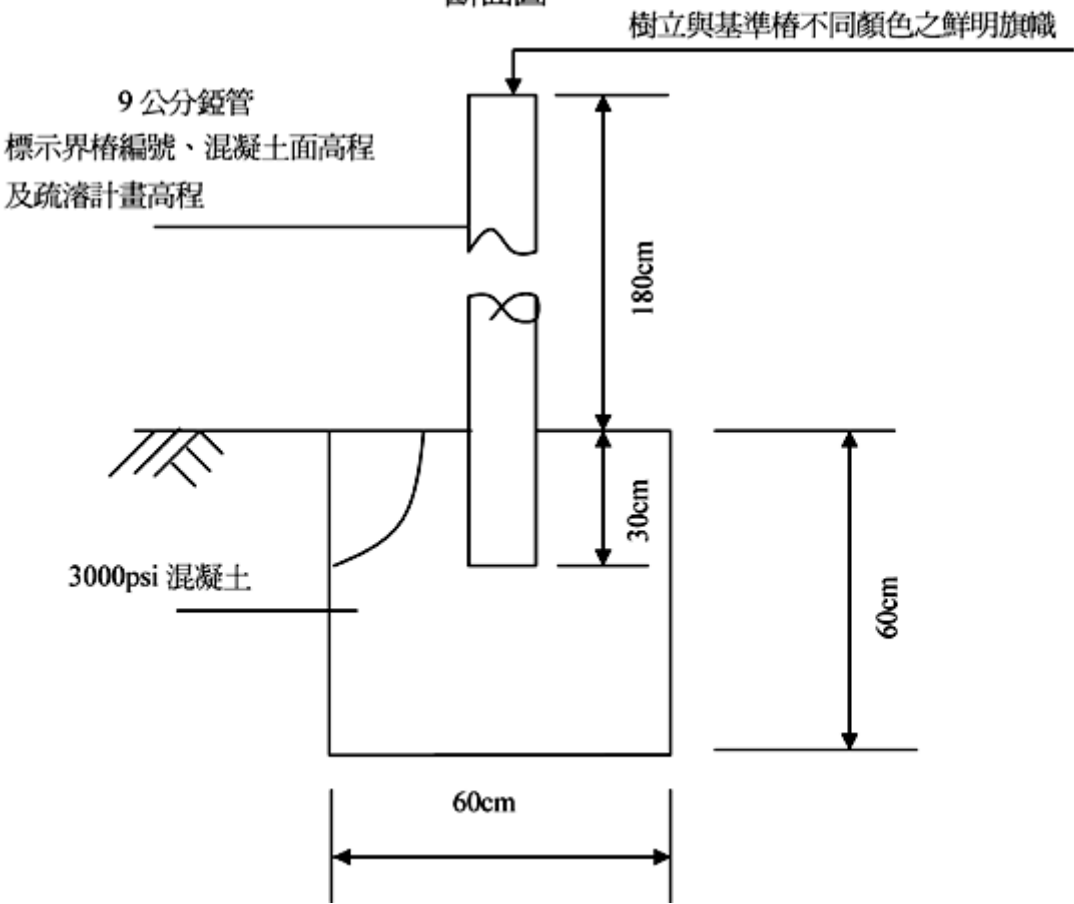 樹立與基準樁不同顏色之鮮明旗幟
9 公分錏管
標示界樁編號、混凝土面高程
及疏濬計畫高程
180cm
30cm
3000psi 混凝土
60cm
60cm